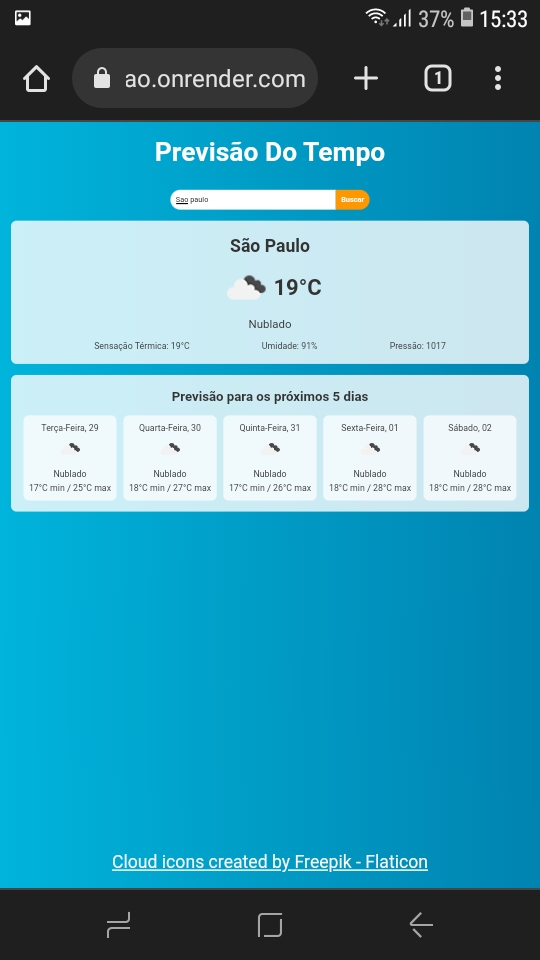 37% 15:33
ao.onrender.com 1
Previsão Do Tempo
Sao paulo Buscar
São Paulo
19°C
Nublado
Sensação Térmica: 19°C Umidade: 91% Pressão: 1017
Previsão para os próximos 5 dias
Terça-Feira, 29 Quarta-Feira, 30 Quinta-Feira, 31 Sexta-Feira, 01 Sábado, 02
Nublado Nublado Nublado Nublado Nublado
17°C min / 25°C max 18°C min / 27°C max 17°C min / 26°C max 18°C min / 28°C max 18°C min / 28°C max
Cloud icons created by Freepik - Flaticon